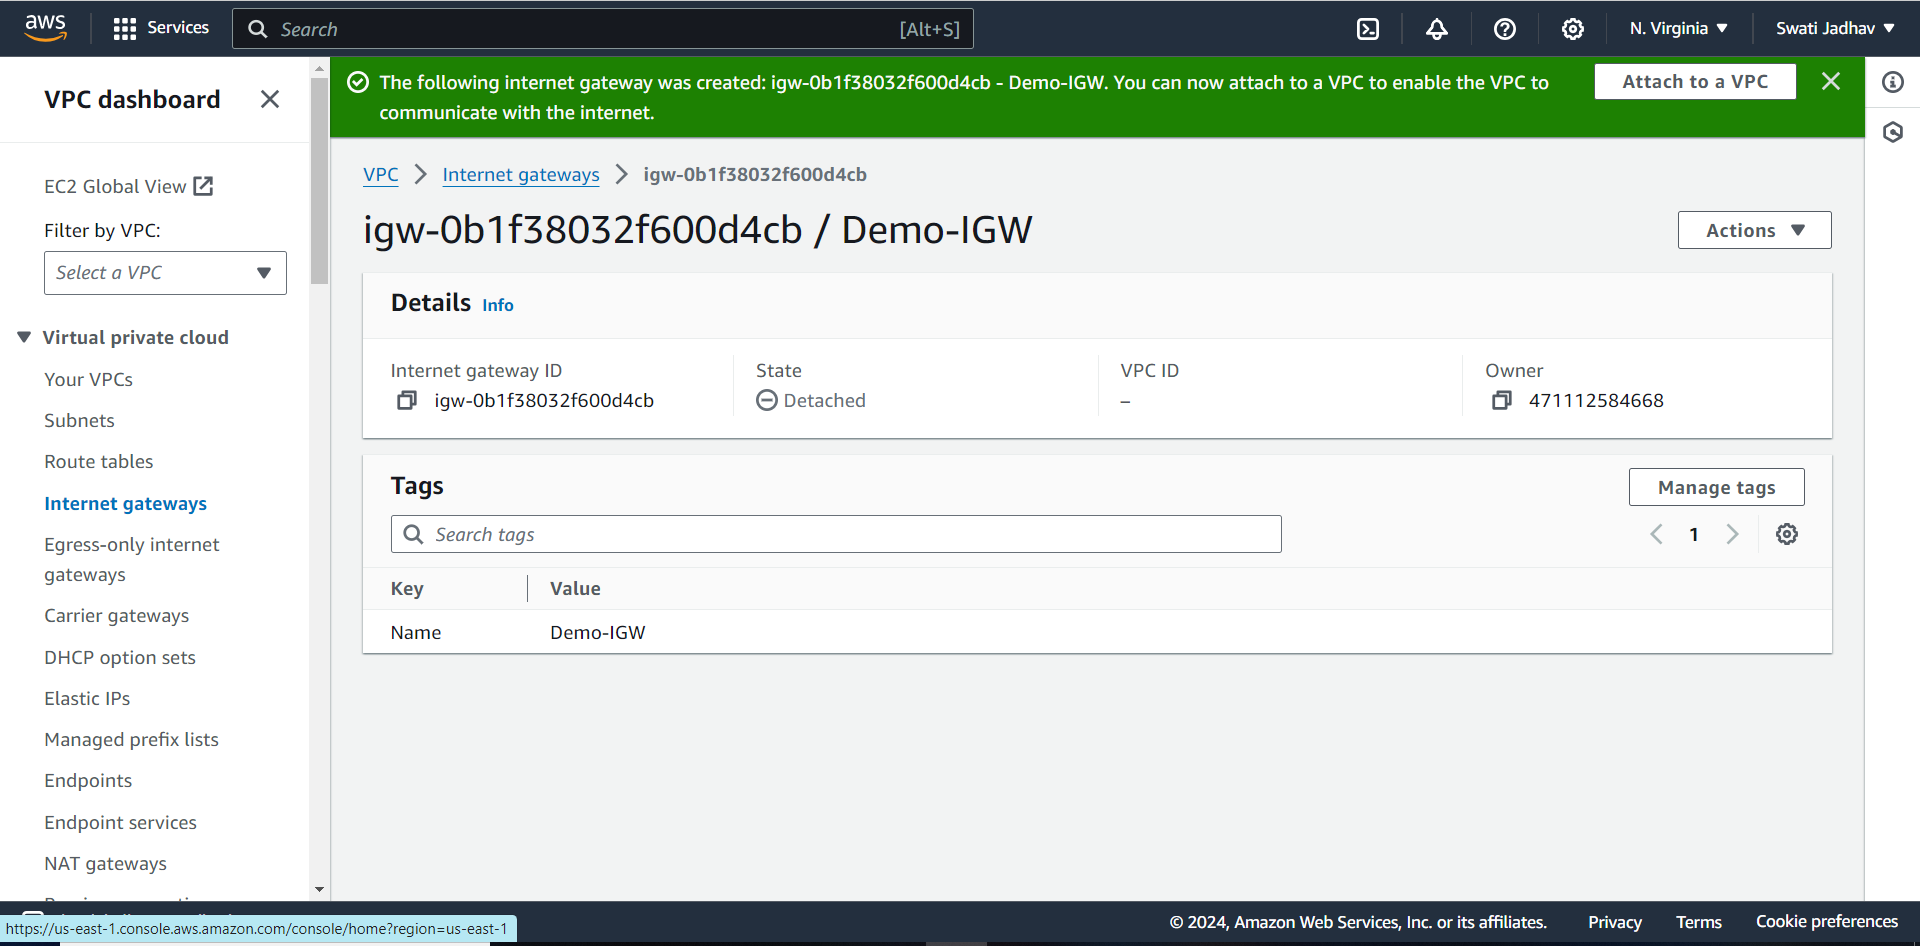 aws
Services
Search
[Alt+S]
N. Virginia
Swati Jadhav
VPC dashboard
EC2 Global View
Filter by VPC:
Select a VPC
Virtual private cloud
Your VPCs
Subnets
Route tables
Internet gateways
Egress-only internet
gateways
Carrier gateways
DHCP option sets
Elastic IPs
Managed prefix lists
Endpoints
Endpoint services
NAT gateways
The following internet gateway was created: igw-0b1f38032f600d4cb - Demo-IGW. You can now attach to a VPC to enable the VPC to
communicate with the internet.
Attach to a VPC
VPC
Internet gateways
igw-0b1f38032f600d4cb
igw-0b1f38032f600d4cb / Demo-IGW
Actions
Details Info
Internet gateway ID
igw-0b1f38032f600d4cb
State
Detached
VPC ID
–
Owner
471112584668
Tags
Manage tags
Search tags
1
Key
Value
Name
Demo-IGW
https://us-east-1.console.aws.amazon.com/console/home?region=us-east-1
© 2024, Amazon Web Services, Inc. or its affiliates.
Privacy
Terms
Cookie preferences